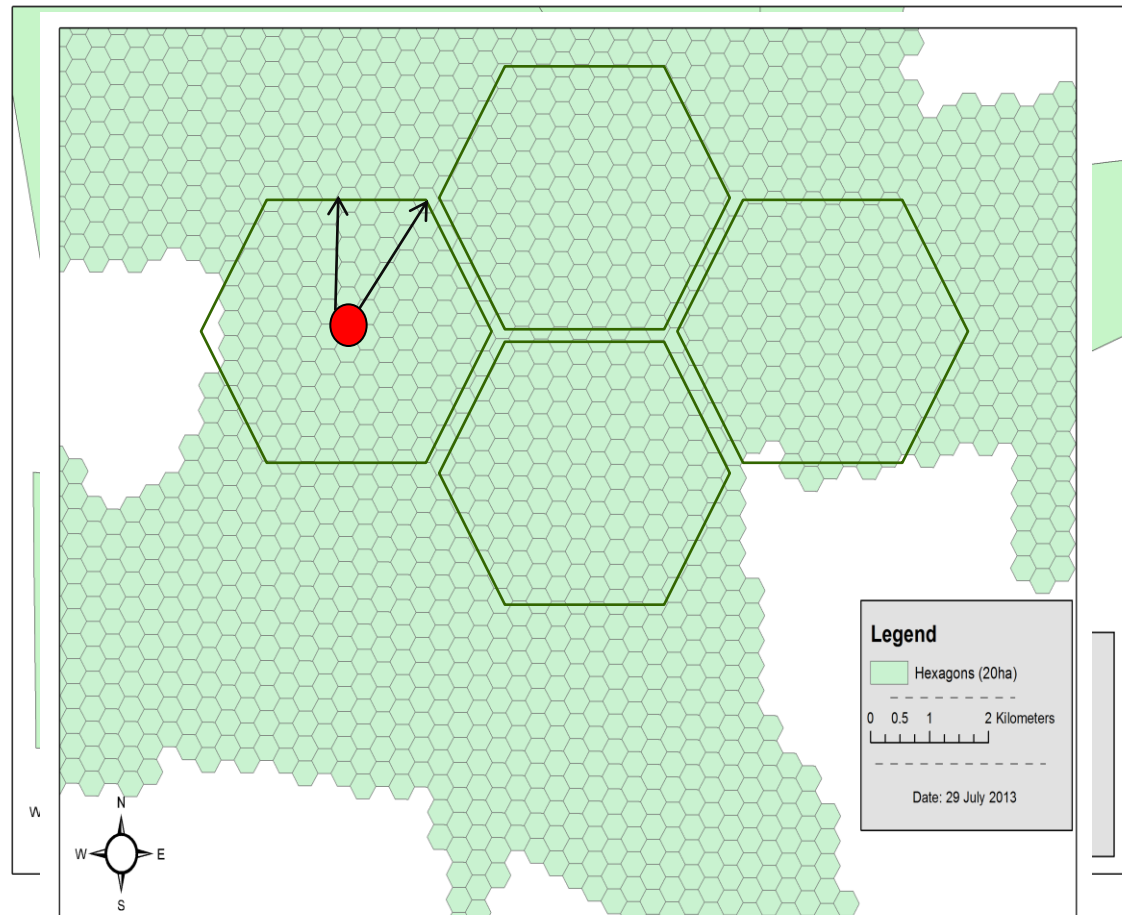 Legend
Hexagons (20ha)
0 0.5 1 2 Kilometers
Date: 29 July 2013
W
N
W E
S